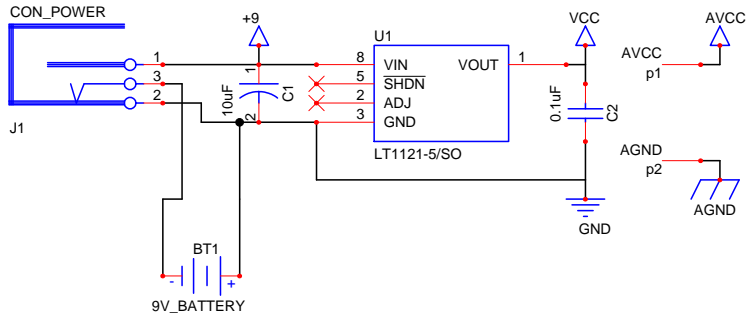 CON_POWER
+9
VCC
AVCC
U1
1
8
VIN
VOUT
1
AVCC
p1
3
5
SHDN
2
2
ADJ
3
GND
10uF
1
2
C1
0.1uF
C2
J1
LT1121-5/SO
AGND
p2
GND
AGND
BT1
- +
9V_BATTERY